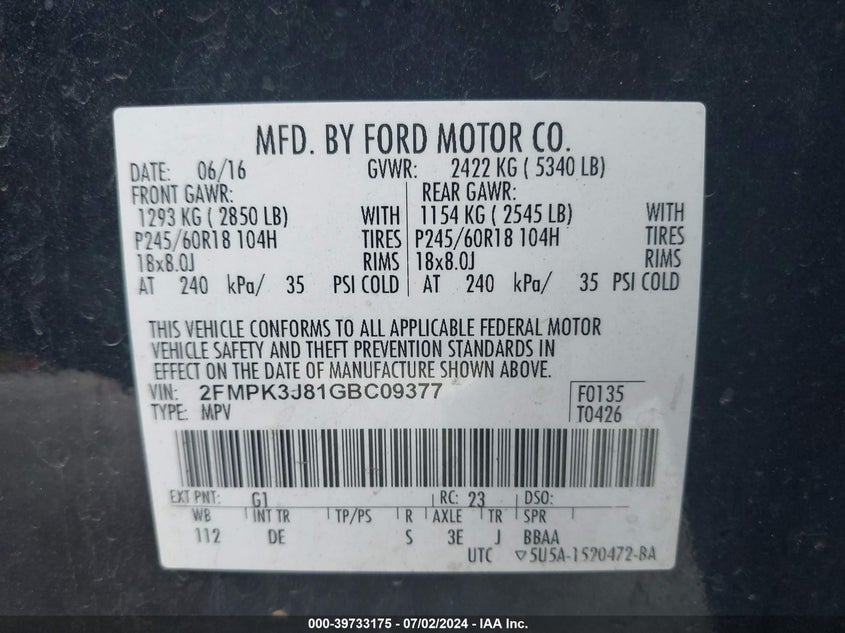 MFD. BY FORD MOTOR CO.
DATE: 06/16 GVWR: 2422 KG ( 5340 LB)
FRONT GAWR: REAR GAWR:
1293 KG ( 2850 LB) WITH 1154 KG ( 2545 LB) WITH
P245/60R18 104H TIRES P245/60R18 104H TIRES
18x8.0J RIMS 18x8.0J RIMS
AT 240 kPa/ 35 PSI COLD AT 240 kPa/ 35 PSI COLD
THIS VEHICLE CONFORMS TO ALL APPLICABLE FEDERAL MOTOR
VEHICLE SAFETY AND THEFT PREVENTION STANDARDS IN
EFFECT ON THE DATE OF MANUFACTURE SHOWN ABOVE.
VIN: 2FMPK3J81GBC09377 F0135
TYPE: MPV T0426
EXT PNT: G1 RC: 23 DSO:
WB INT TR TP/PS R AXLE TR SPR
112 DE S 3E J BBAA
UTC ▽5U5A-1520472-BA
000-39733175 - 07/02/2024 - IAA Inc.